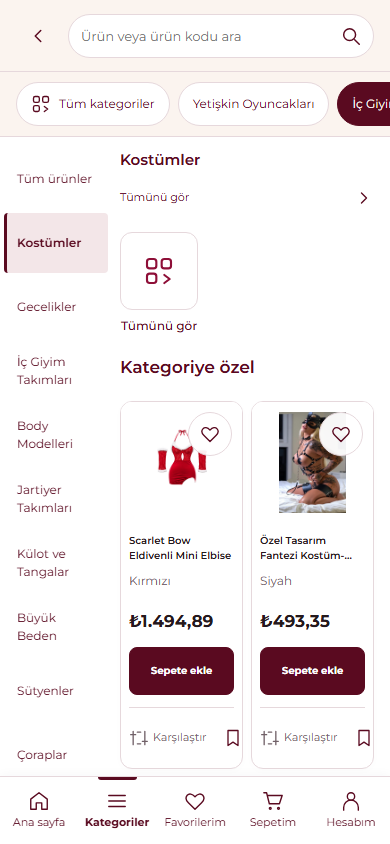 Ürün veya ürün kodu ara
Tüm kategoriler
Yetişkin Oyuncakları
İç Giyi
Tüm ürünler
Kostümler
Gecelikler
İç Giyim
Takımları
Body
Modelleri
Jartiyer
Takımları
Külot ve
Tangalar
Büyük
Beden
Sütyenler
Çoraplar
Kostümler
Tümünü gör
Tümünü gör
Kategoriye özel
Scarlet Bow
Eldivenli Mini Elbise
Kırmızı
₺1.494,89
Sepete ekle
Karşılaştır
Özel Tasarım
Fantezi Kostüm-...
Siyah
₺493,35
Sepete ekle
Karşılaştır
Ana sayfa
Kategoriler
Favorilerim
Sepetim
Hesabım